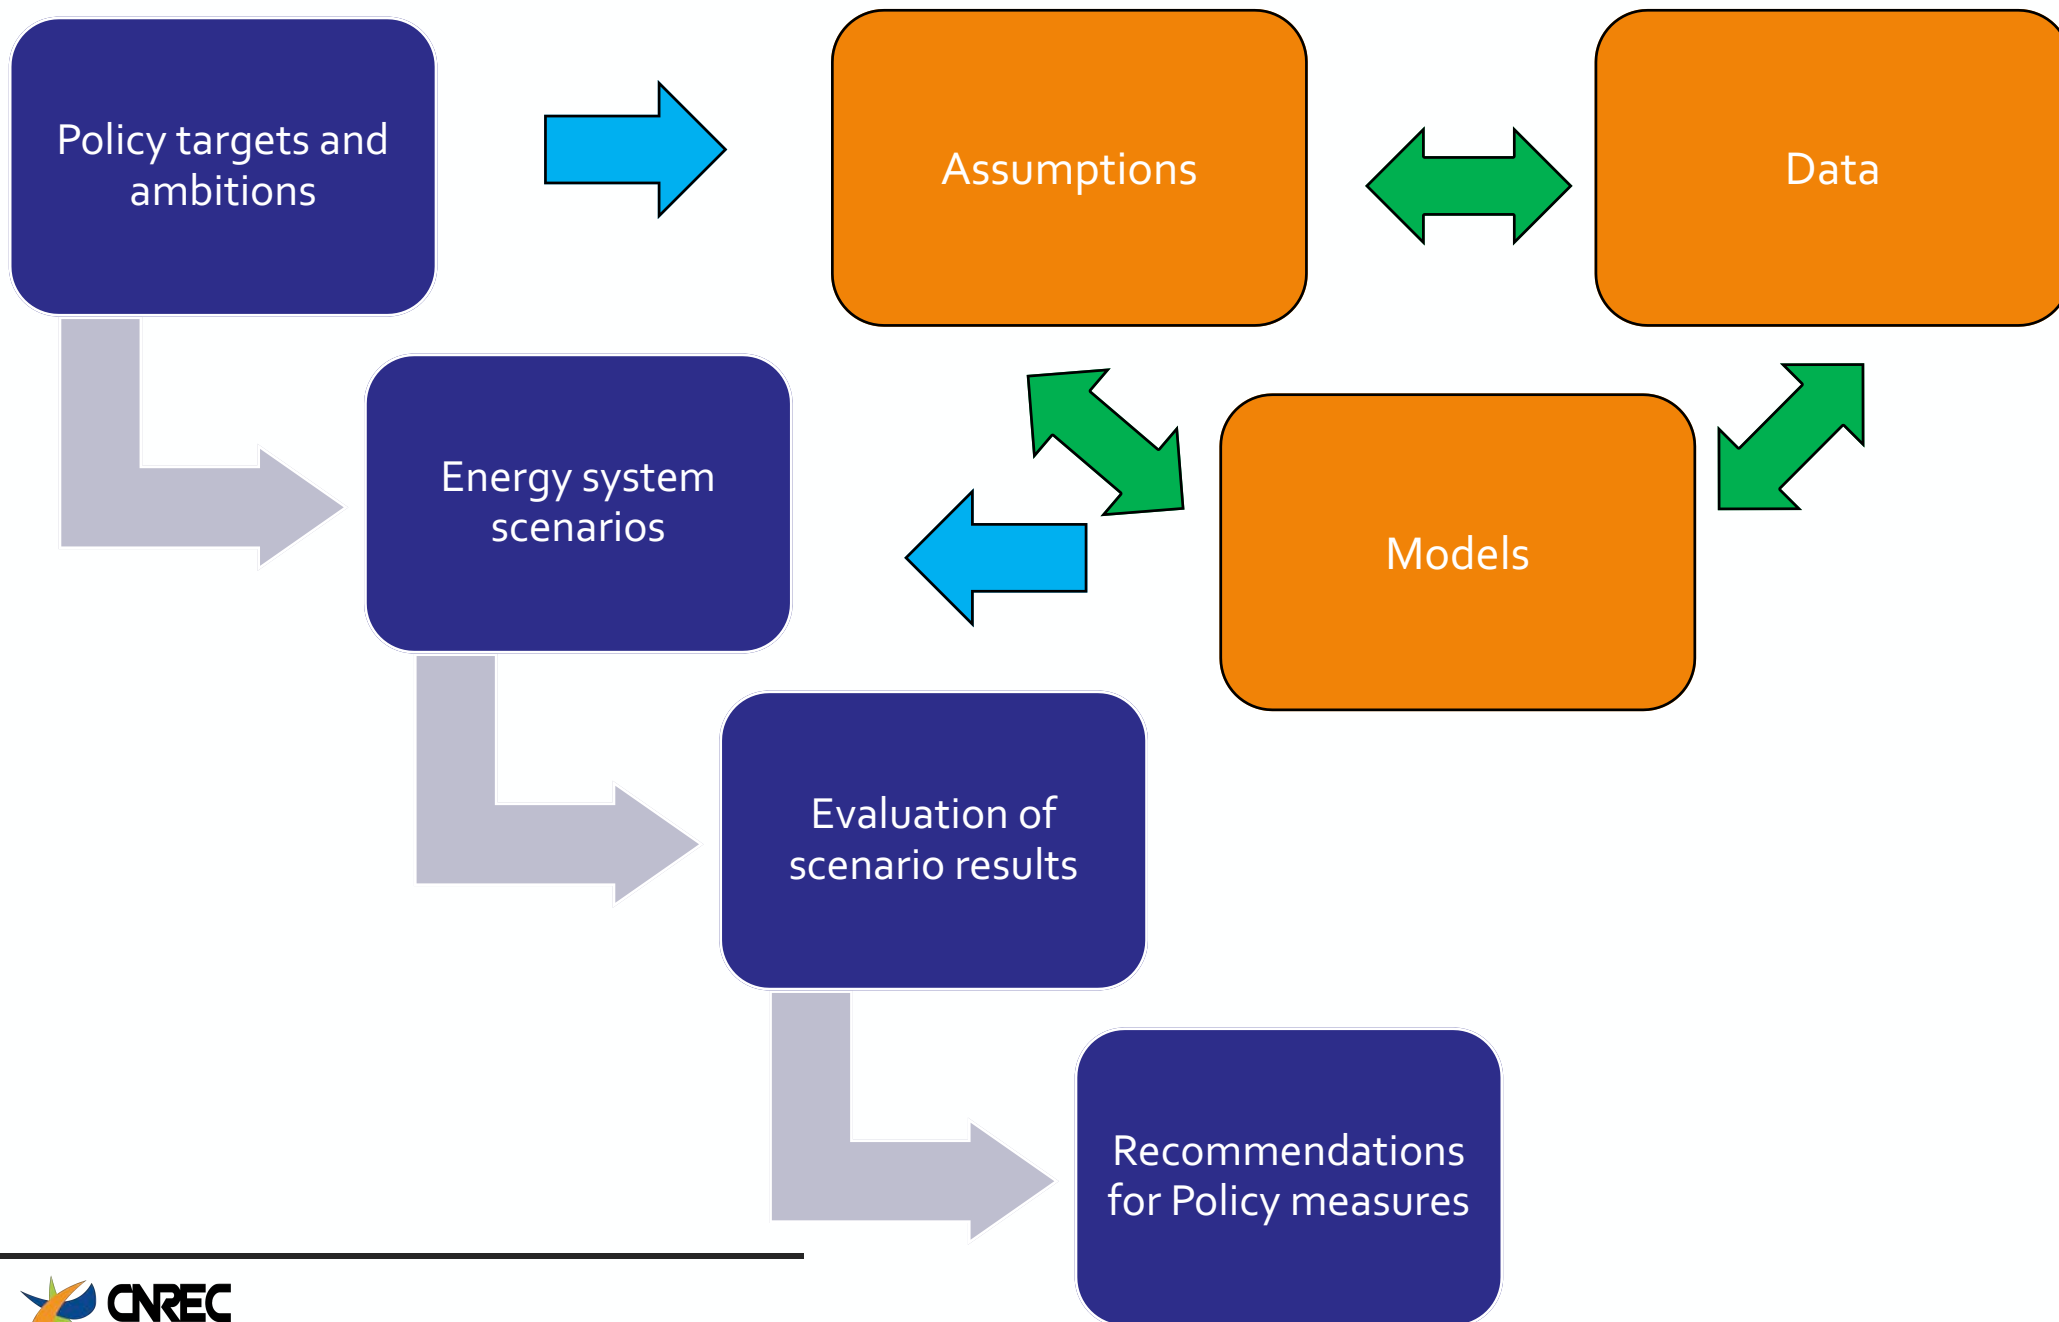 Policy targets and
ambitions
Assumptions
Data
Energy system
scenarios
Models
Evaluation of
scenario results
Recommendations
for Policy measures
CNREC